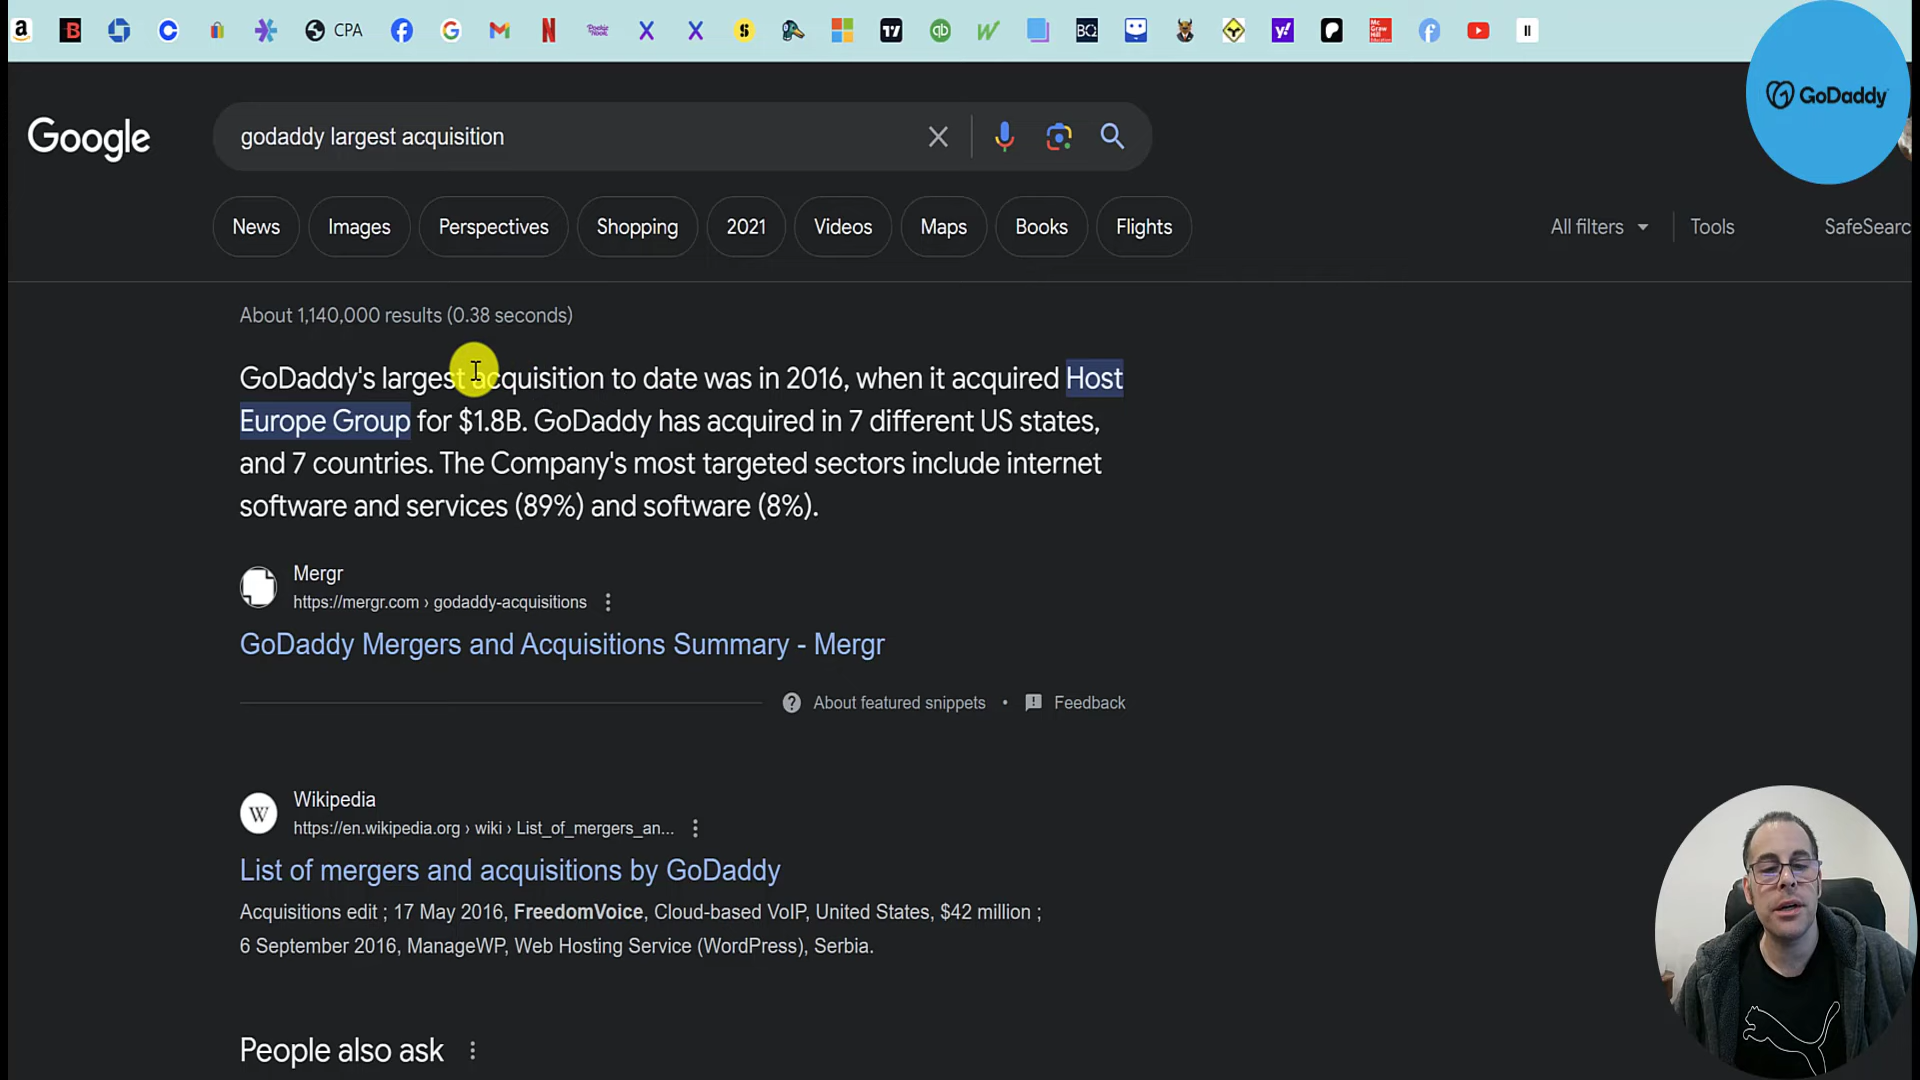 CPA
GoDaddy
Google
godaddy largest acquisition
News
Images
Perspectives
Shopping
2021
Videos
Maps
Books
Flights
All filters
Tools
SafeSearc
About 1,140,000 results (0.38 seconds)
GoDaddy's largest acquisition to date was in 2016, when it acquired Host
Europe Group for $1.8B. GoDaddy has acquired in 7 different US states,
and 7 countries. The Company's most targeted sectors include internet
software and services (89%) and software (8%).
Mergr
https://mergr.com › godaddy-acquisitions
GoDaddy Mergers and Acquisitions Summary - Mergr
About featured snippets • Feedback
W
Wikipedia
https://en.wikipedia.org › wiki › List_of_mergers_an...
List of mergers and acquisitions by GoDaddy
Acquisitions edit ; 17 May 2016, FreedomVoice, Cloud-based VoIP, United States, $42 million ;
6 September 2016, ManageWP, Web Hosting Service (WordPress), Serbia.
People also ask